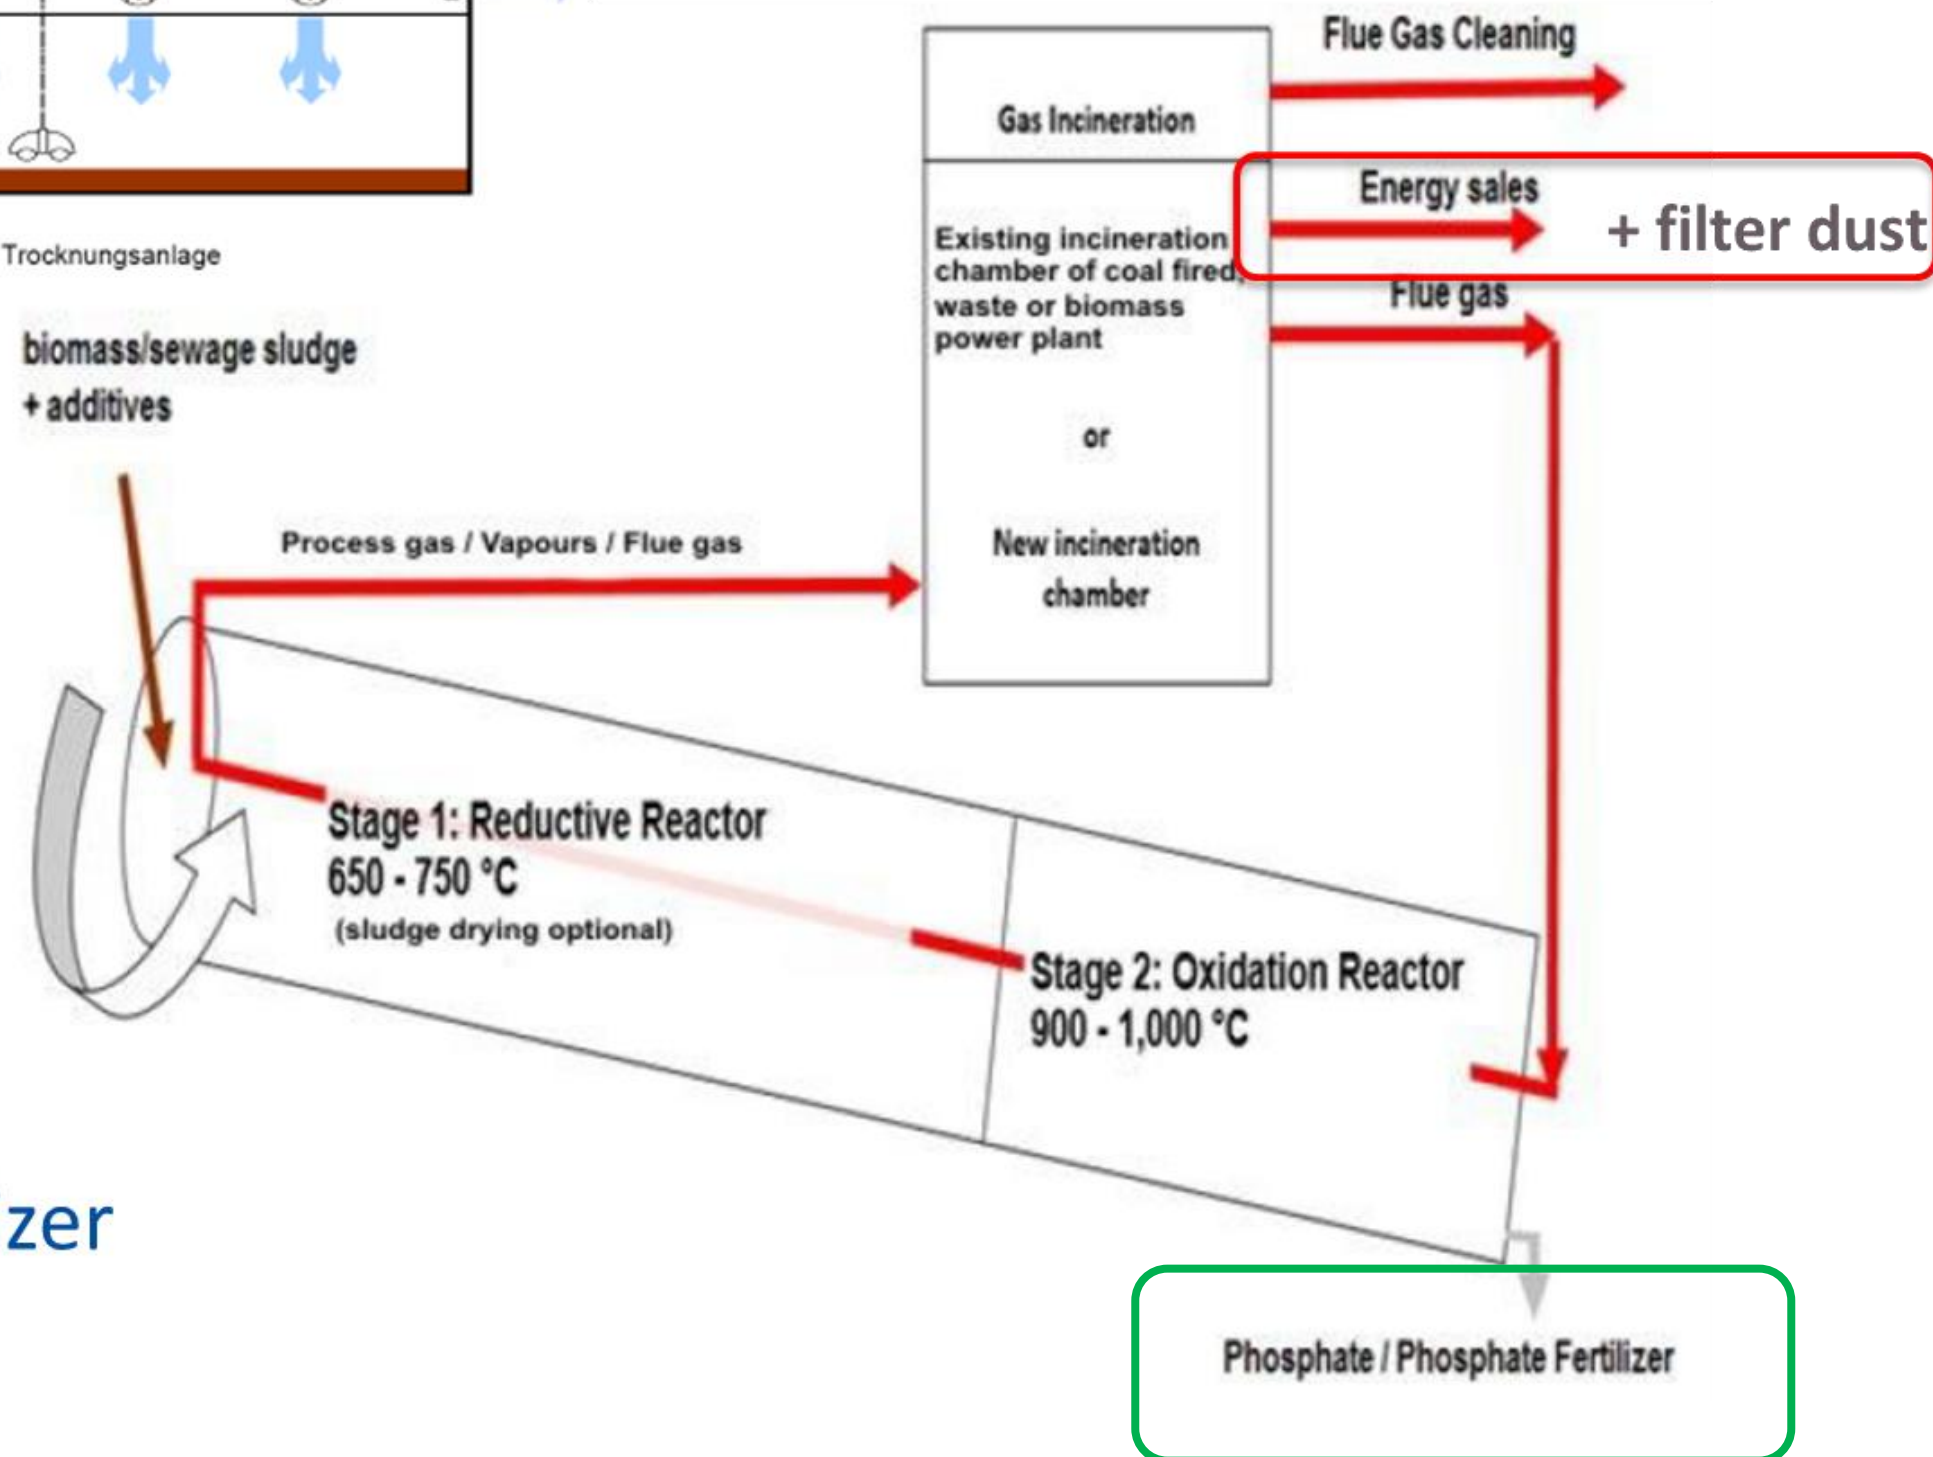 Flue Gas Cleaning
Gas Incineration
Energy sales
+ filter dust
Existing incineration
chamber of coal fired,
waste or biomass
power plant
Flue gas
or
New incineration
chamber
Trocknungsanlage
biomass/sewage sludge
+ additives
Process gas / Vapours / Flue gas
Stage 1: Reductive Reactor
650 - 750 °C
(sludge drying optional)
Stage 2: Oxidation Reactor
900 - 1,000 °C
zer
Phosphate / Phosphate Fertilizer